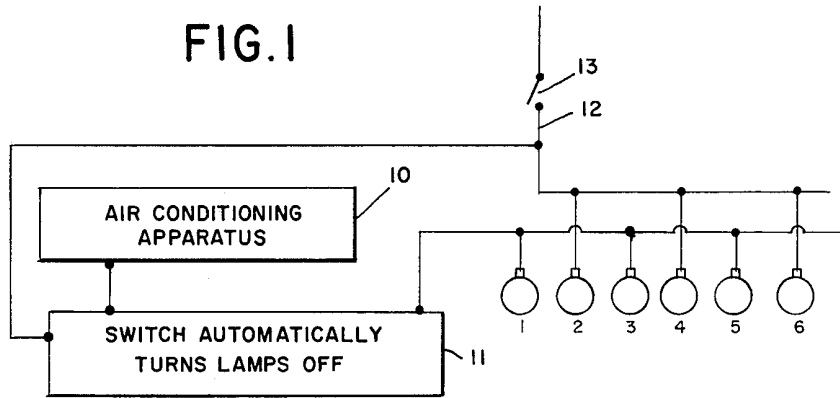 FIG.1
13
12
10
AIR CONDITIONING
APPARATUS
SWITCH AUTOMATICALLY
TURNS LAMPS OFF
11
1 2 3 4 5 6